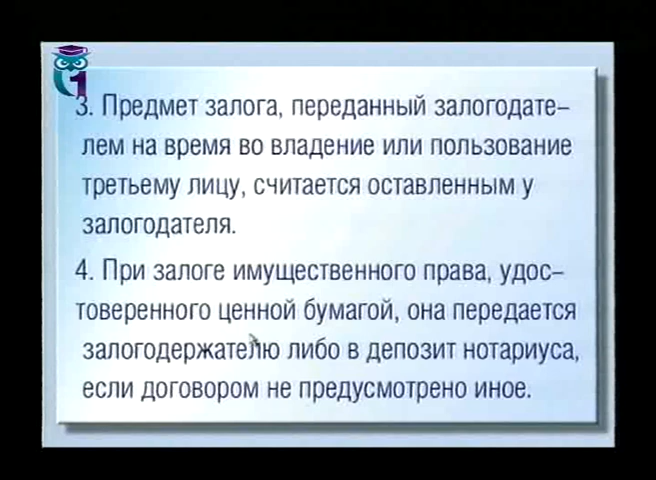 1
3. Предмет залога, переданный залогодате–
лем на время во владение или пользование
третьему лицу, считается оставленным у
залогодателя.
4. При залоге имущественного права, удос–
товеренного ценной бумагой, она передается
залогодержателю либо в депозит нотариуса,
если договором не предусмотрено иное.